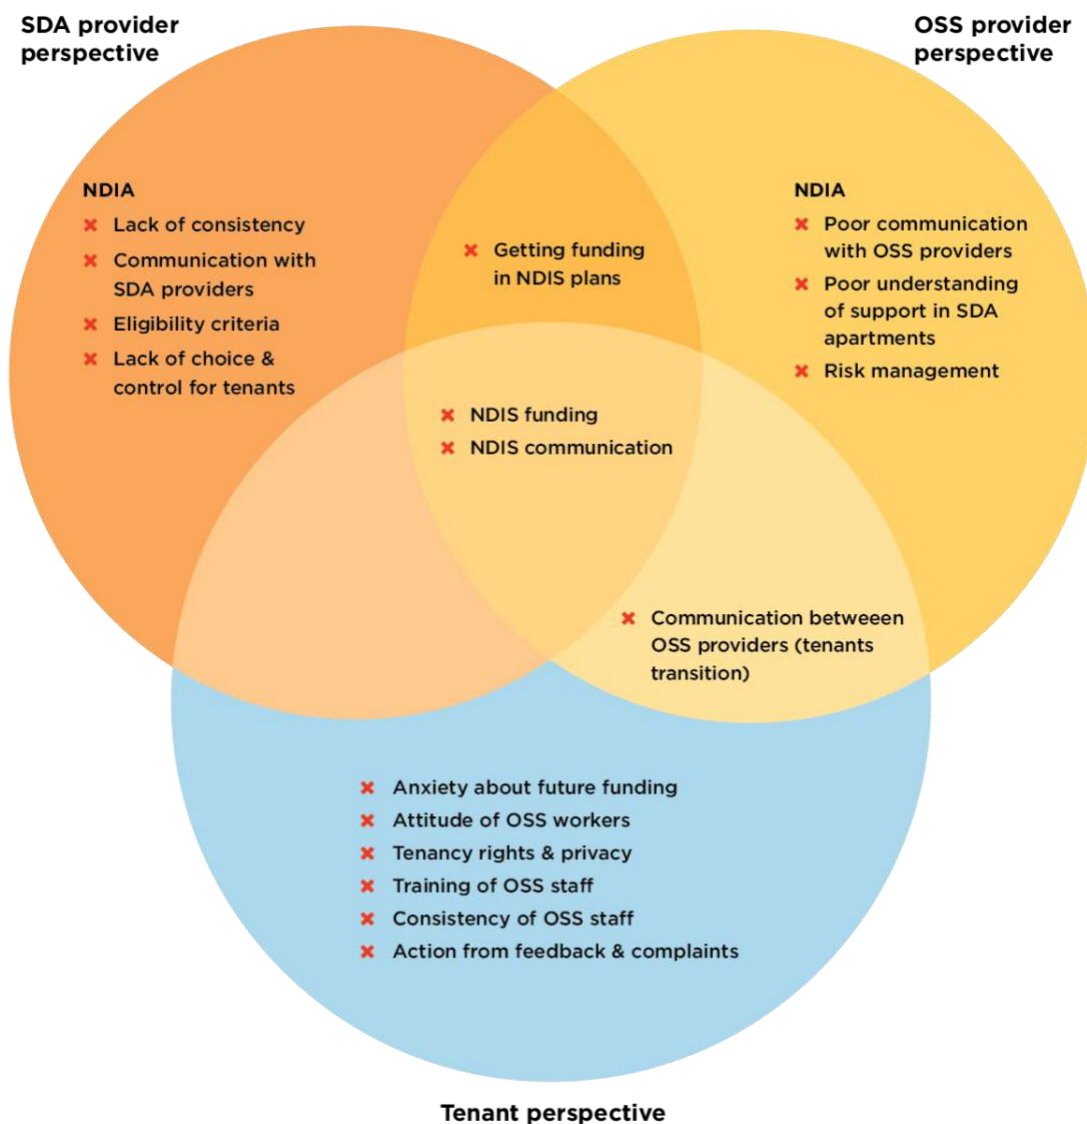 SDA provider
perspective
OSS provider
perspective
NDIA
✖ Lack of consistency
✖ Communication with
SDA providers
✖ Eligibility criteria
✖ Lack of choice &
control for tenants
✖ Getting funding
in NDIS plans
NDIA
✖ Poor communication
with OSS providers
✖ Poor understanding
of support in SDA
apartments
✖ Risk management
✖ NDIS funding
✖ NDIS communication
✖ Communication betweeen
OSS providers (tenants
transition)
✖ Anxiety about future funding
✖ Attitude of OSS workers
✖ Tenancy rights & privacy
✖ Training of OSS staff
✖ Consistency of OSS staff
✖ Action from feedback & complaints
Tenant perspective